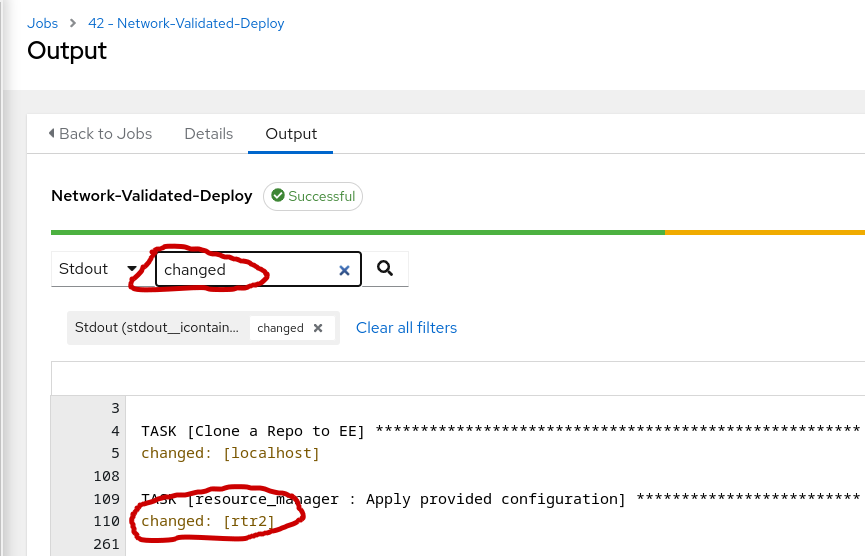 Jobs > 42 - Network-Validated-Deploy
Output
Back to Jobs Details Output
Network-Validated-Deploy Successful
Stdout changed
Stdout (stdout__icontain... changed Clear all filters
3
4 TASK [Clone a Repo to EE] ******************************************************
5 changed: [localhost]
108
109 TASK [resource_manager : Apply provided configuration] *************************
110 changed: [rtr2]
261